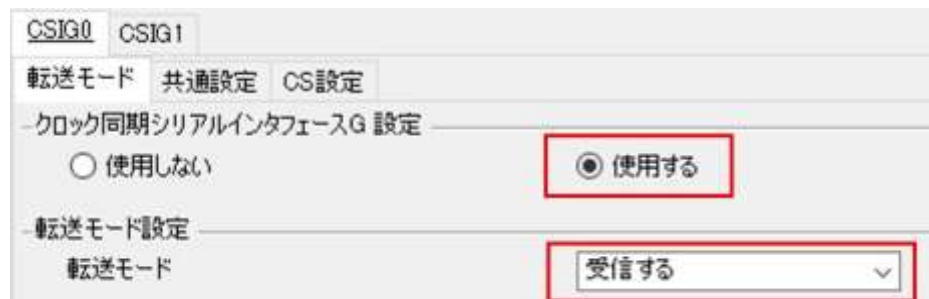 CSIG0 CSIG1
転送モード 共通設定 CS設定
クロック同期シリアルインタフェースG 設定
使用しない 使用する
転送モード設定
転送モード 受信する